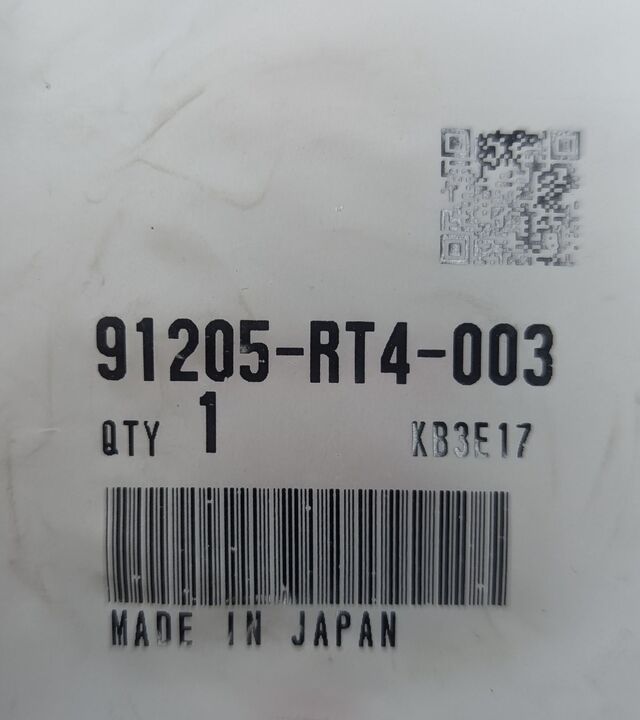 91205-RT4-003
QTY 1 KB3E17
MADE IN JAPAN